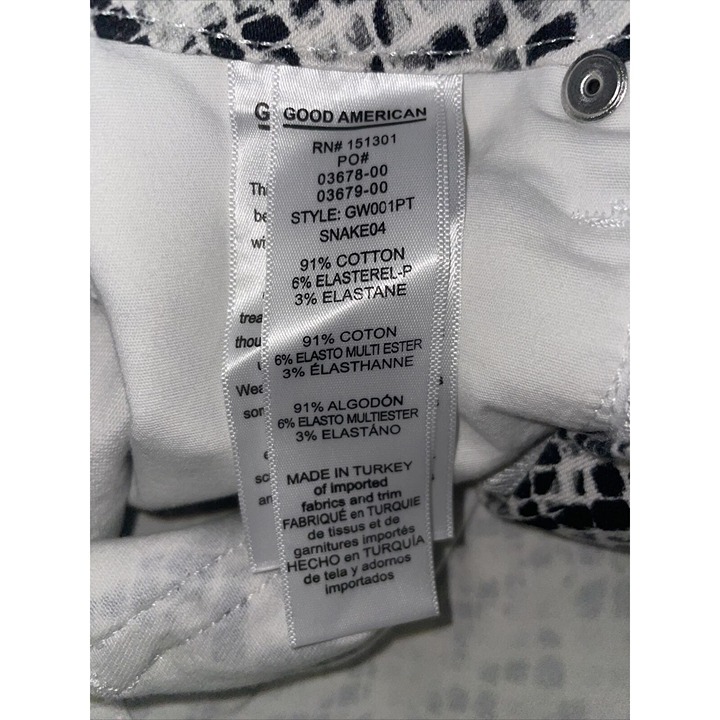 GOOD AMERICAN
RN# 151301
PO#
03678-00
03679-00
STYLE: GW001PT
SNAKE04
91% COTTON
6% ELASTEREL-P
3% ELASTANE
91% COTON
6% ELASTO MULTI ESTER
3% ÉLASTHANNE
91% ALGODÓN
6% ELASTO MULTIESTER
3% ELASTÁNO
MADE IN TURKEY
of imported
fabrics and trim
FABRIQUÉ en TURQUIE
de tissus et de
garnitures importés
HECHO en TURQUÍA
de tela y adornos
importados